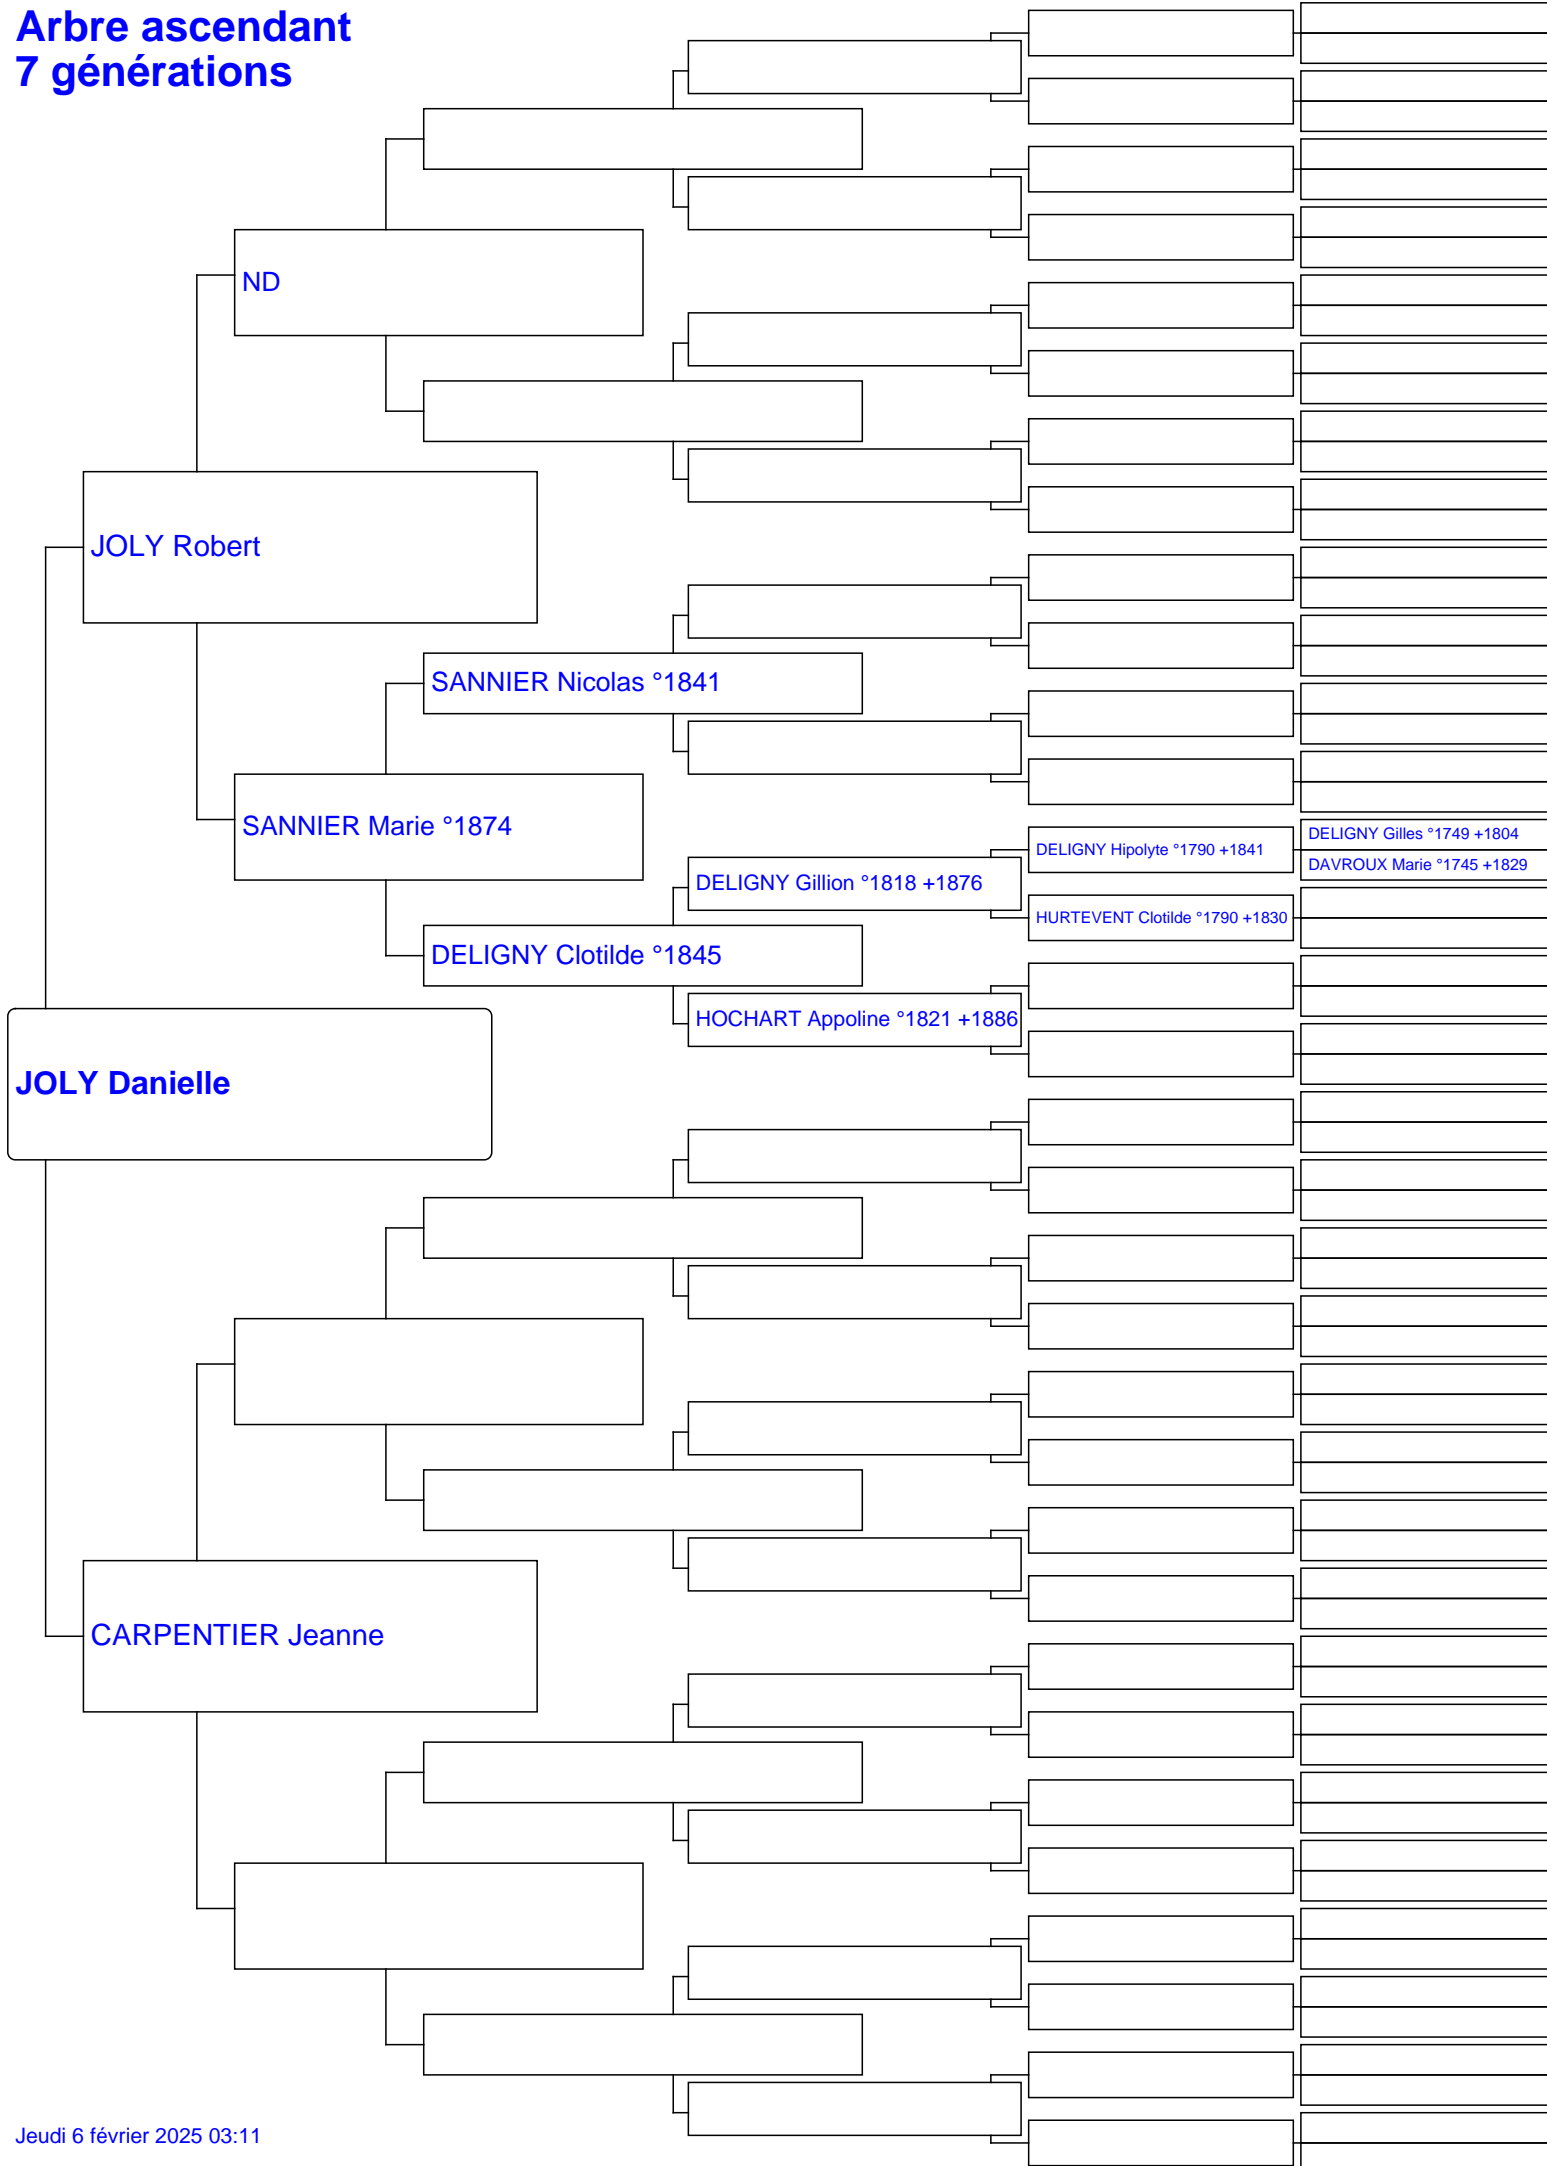 Arbre ascendant
7 générations
ND
JOLY Robert
SANNIER Nicolas °1841
SANNIER Marie °1874
DELIGNY Gilles °1749 +1804
DELIGNY Hipolyte °1790 +1841
DAVROUX Marie °1745 +1829
DELIGNY Gillion °1818 +1876
HURTEVENT Clotilde °1790 +1830
DELIGNY Clotilde °1845
HOCHART Appoline °1821 +1886
JOLY Danielle
CARPENTIER Jeanne
Jeudi 6 février 2025 03:11